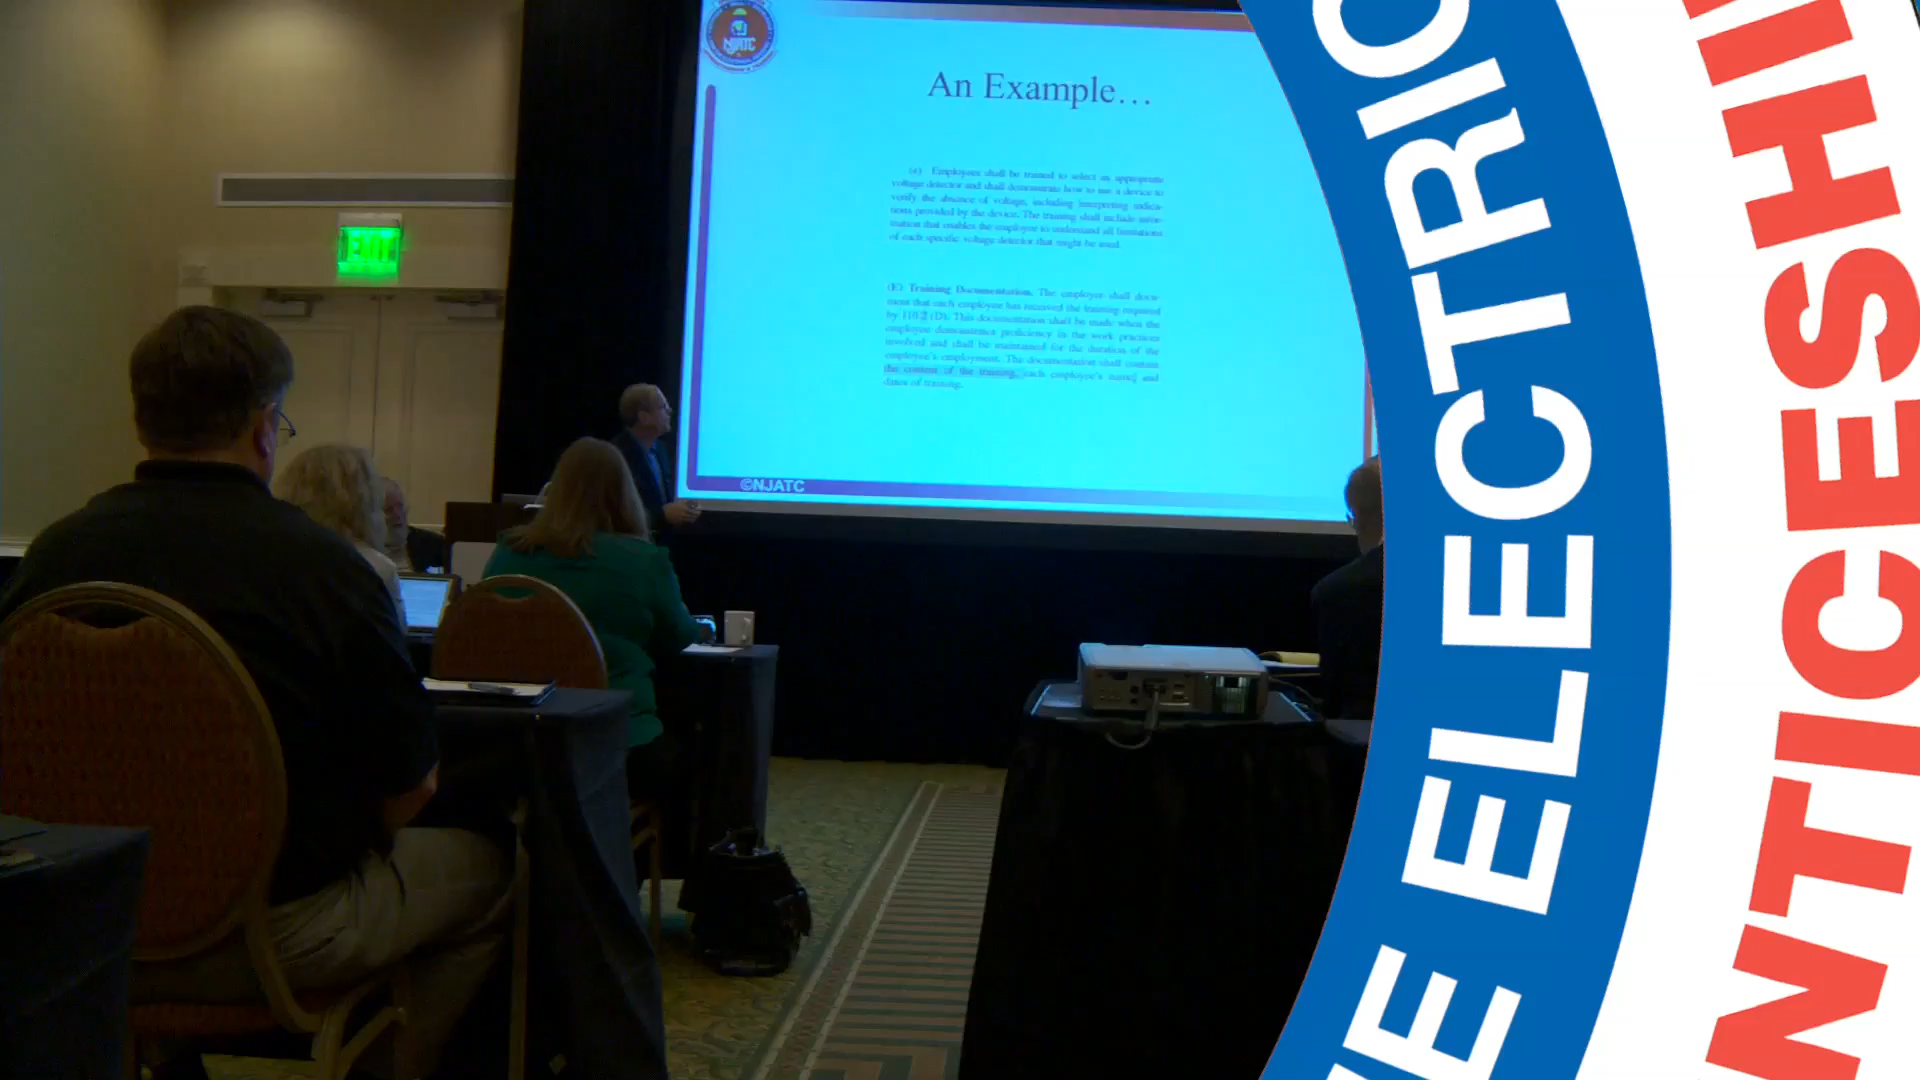 NJATC
An Example…
(e) Employees shall be trained to select an appropriate
voltage detector and shall demonstrate how to use a device to
verify the absence of voltage, including interpreting indica-
tions provided by the device. The training shall include infor-
mation that enables the employee to understand all limitations
of each specific voltage detector that might be used.
(E) Training Documentation. The employer shall docu-
ment that each employee has received the training required
by 110.2 (D). This documentation shall be made when the
employee demonstrates proficiency in the work practices
involved and shall be maintained for the duration of the
employee's employment. The documentation shall contain
the content of the training, each employee's name, and
dates of training.
©NJATC
EXIT
E ELECTRIC
NTICESHI